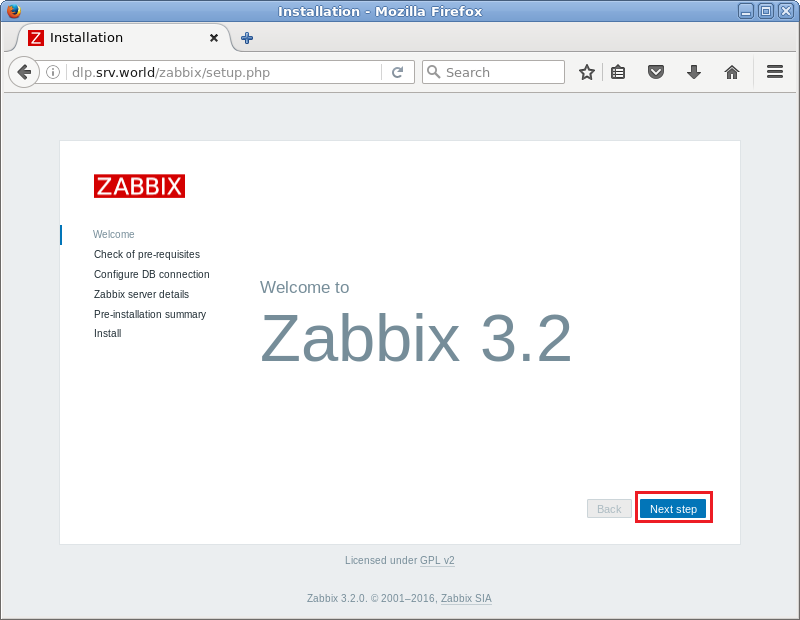 Installation - Mozilla Firefox
Z Installation
dlp.srv.world/zabbix/setup.php
Search
ZABBIX
Welcome
Check of pre-requisites
Configure DB connection
Zabbix server details
Pre-installation summary
Install
Welcome to
Zabbix 3.2
Back
Next step
Licensed under GPL v2
Zabbix 3.2.0. © 2001–2016, Zabbix SIA